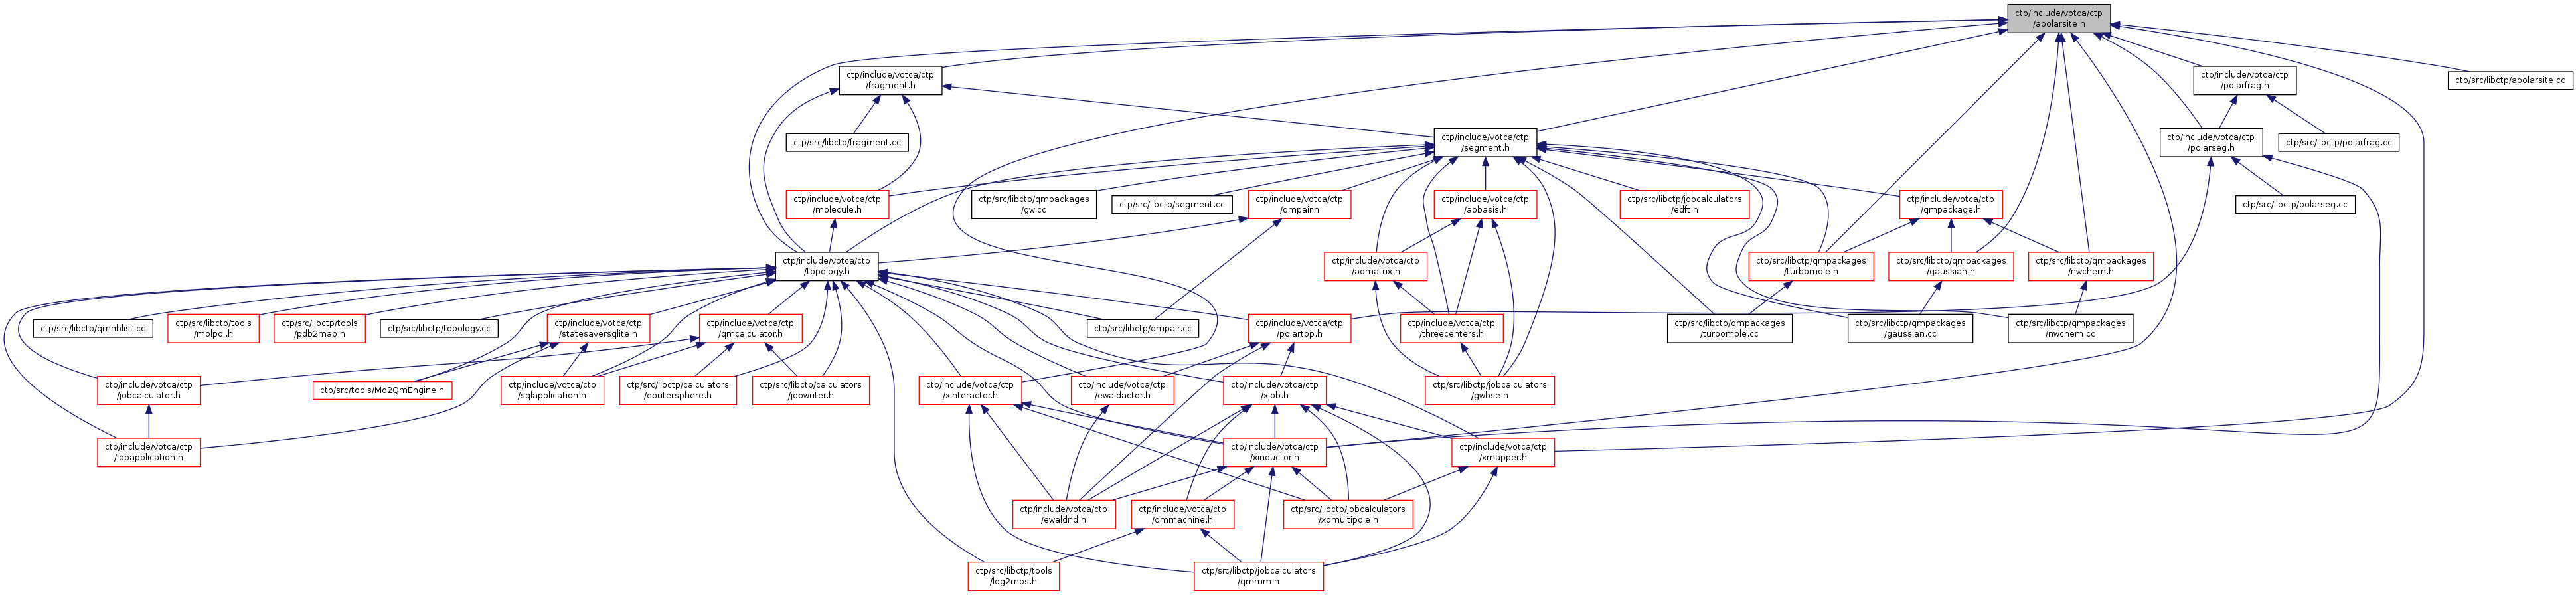 ctp/include/votca/ctp
/apolarsite.h
ctp/include/votca/ctp
/fragment.h
ctp/include/votca/ctp
/polarfrag.h
ctp/src/libctp/apolarsite.cc
ctp/src/libctp/fragment.cc
ctp/include/votca/ctp
/segment.h
ctp/include/votca/ctp
/polarseg.h
ctp/src/libctp/polarfrag.cc
ctp/include/votca/ctp
/molecule.h
ctp/src/libctp/qmpackages
/gw.cc
ctp/src/libctp/segment.cc
ctp/include/votca/ctp
/qmpair.h
ctp/include/votca/ctp
/aobasis.h
ctp/src/libctp/jobcalculators
/edft.h
ctp/include/votca/ctp
/qmpackage.h
ctp/src/libctp/polarseg.cc
ctp/include/votca/ctp
/topology.h
ctp/include/votca/ctp
/aomatrix.h
ctp/src/libctp/qmpackages
/turbomole.h
ctp/src/libctp/qmpackages
/gaussian.h
ctp/src/libctp/qmpackages
/nwchem.h
ctp/src/libctp/qmnblist.cc
ctp/src/libctp/tools
/molpol.h
ctp/src/libctp/tools
/pdb2map.h
ctp/src/libctp/topology.cc
ctp/include/votca/ctp
/statesaversqlite.h
ctp/include/votca/ctp
/qmcalculator.h
ctp/src/libctp/qmpair.cc
ctp/include/votca/ctp
/polartop.h
ctp/include/votca/ctp
/threecenters.h
ctp/src/libctp/qmpackages
/turbomole.cc
ctp/src/libctp/qmpackages
/gaussian.cc
ctp/src/libctp/qmpackages
/nwchem.cc
ctp/include/votca/ctp
/jobcalculator.h
ctp/src/tools/Md2QmEngine.h
ctp/include/votca/ctp
/sqlapplication.h
ctp/src/libctp/calculators
/eoutersphere.h
ctp/src/libctp/calculators
/jobwriter.h
ctp/include/votca/ctp
/xinteractor.h
ctp/include/votca/ctp
/ewaldactor.h
ctp/include/votca/ctp
/xjob.h
ctp/src/libctp/jobcalculators
/gwbse.h
ctp/include/votca/ctp
/jobapplication.h
ctp/include/votca/ctp
/xinductor.h
ctp/include/votca/ctp
/xmapper.h
ctp/include/votca/ctp
/ewaldnd.h
ctp/include/votca/ctp
/qmmachine.h
ctp/src/libctp/jobcalculators
/xqmultipole.h
ctp/src/libctp/tools
/log2mps.h
ctp/src/libctp/jobcalculators
/qmmm.h